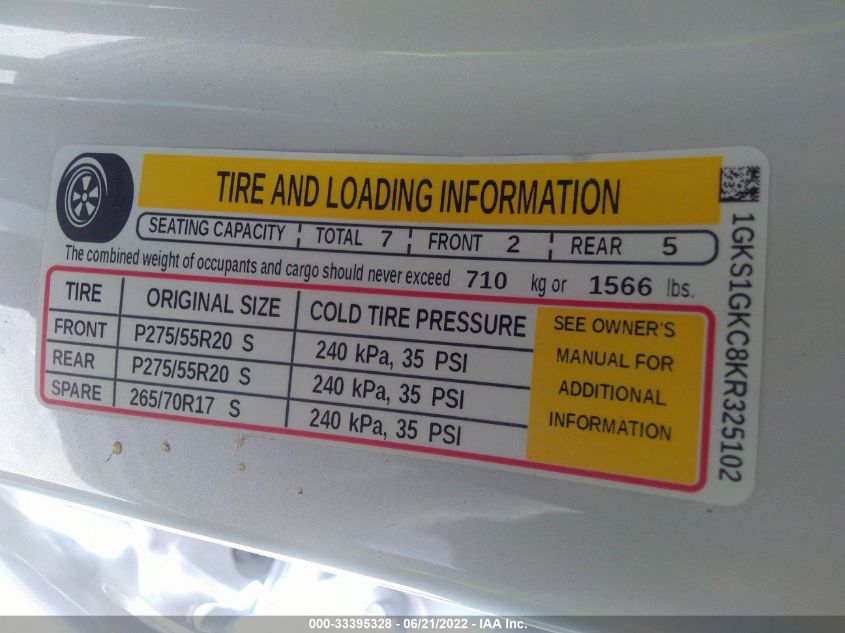 TIRE AND LOADING INFORMATION
SEATING CAPACITY TOTAL 7 FRONT 2 REAR 5
The combined weight of occupants and cargo should never exceed 710 kg or 1566 lbs.
TIRE ORIGINAL SIZE COLD TIRE PRESSURE
FRONT P275/55R20 S 240 kPa, 35 PSI
REAR P275/55R20 S 240 kPa, 35 PSI
SPARE 265/70R17 S 240 kPa, 35 PSI
SEE OWNER'S
MANUAL FOR
ADDITIONAL
INFORMATION
1GKS1GKC8KR325102
000-33395328 - 06/21/2022 - IAA Inc.